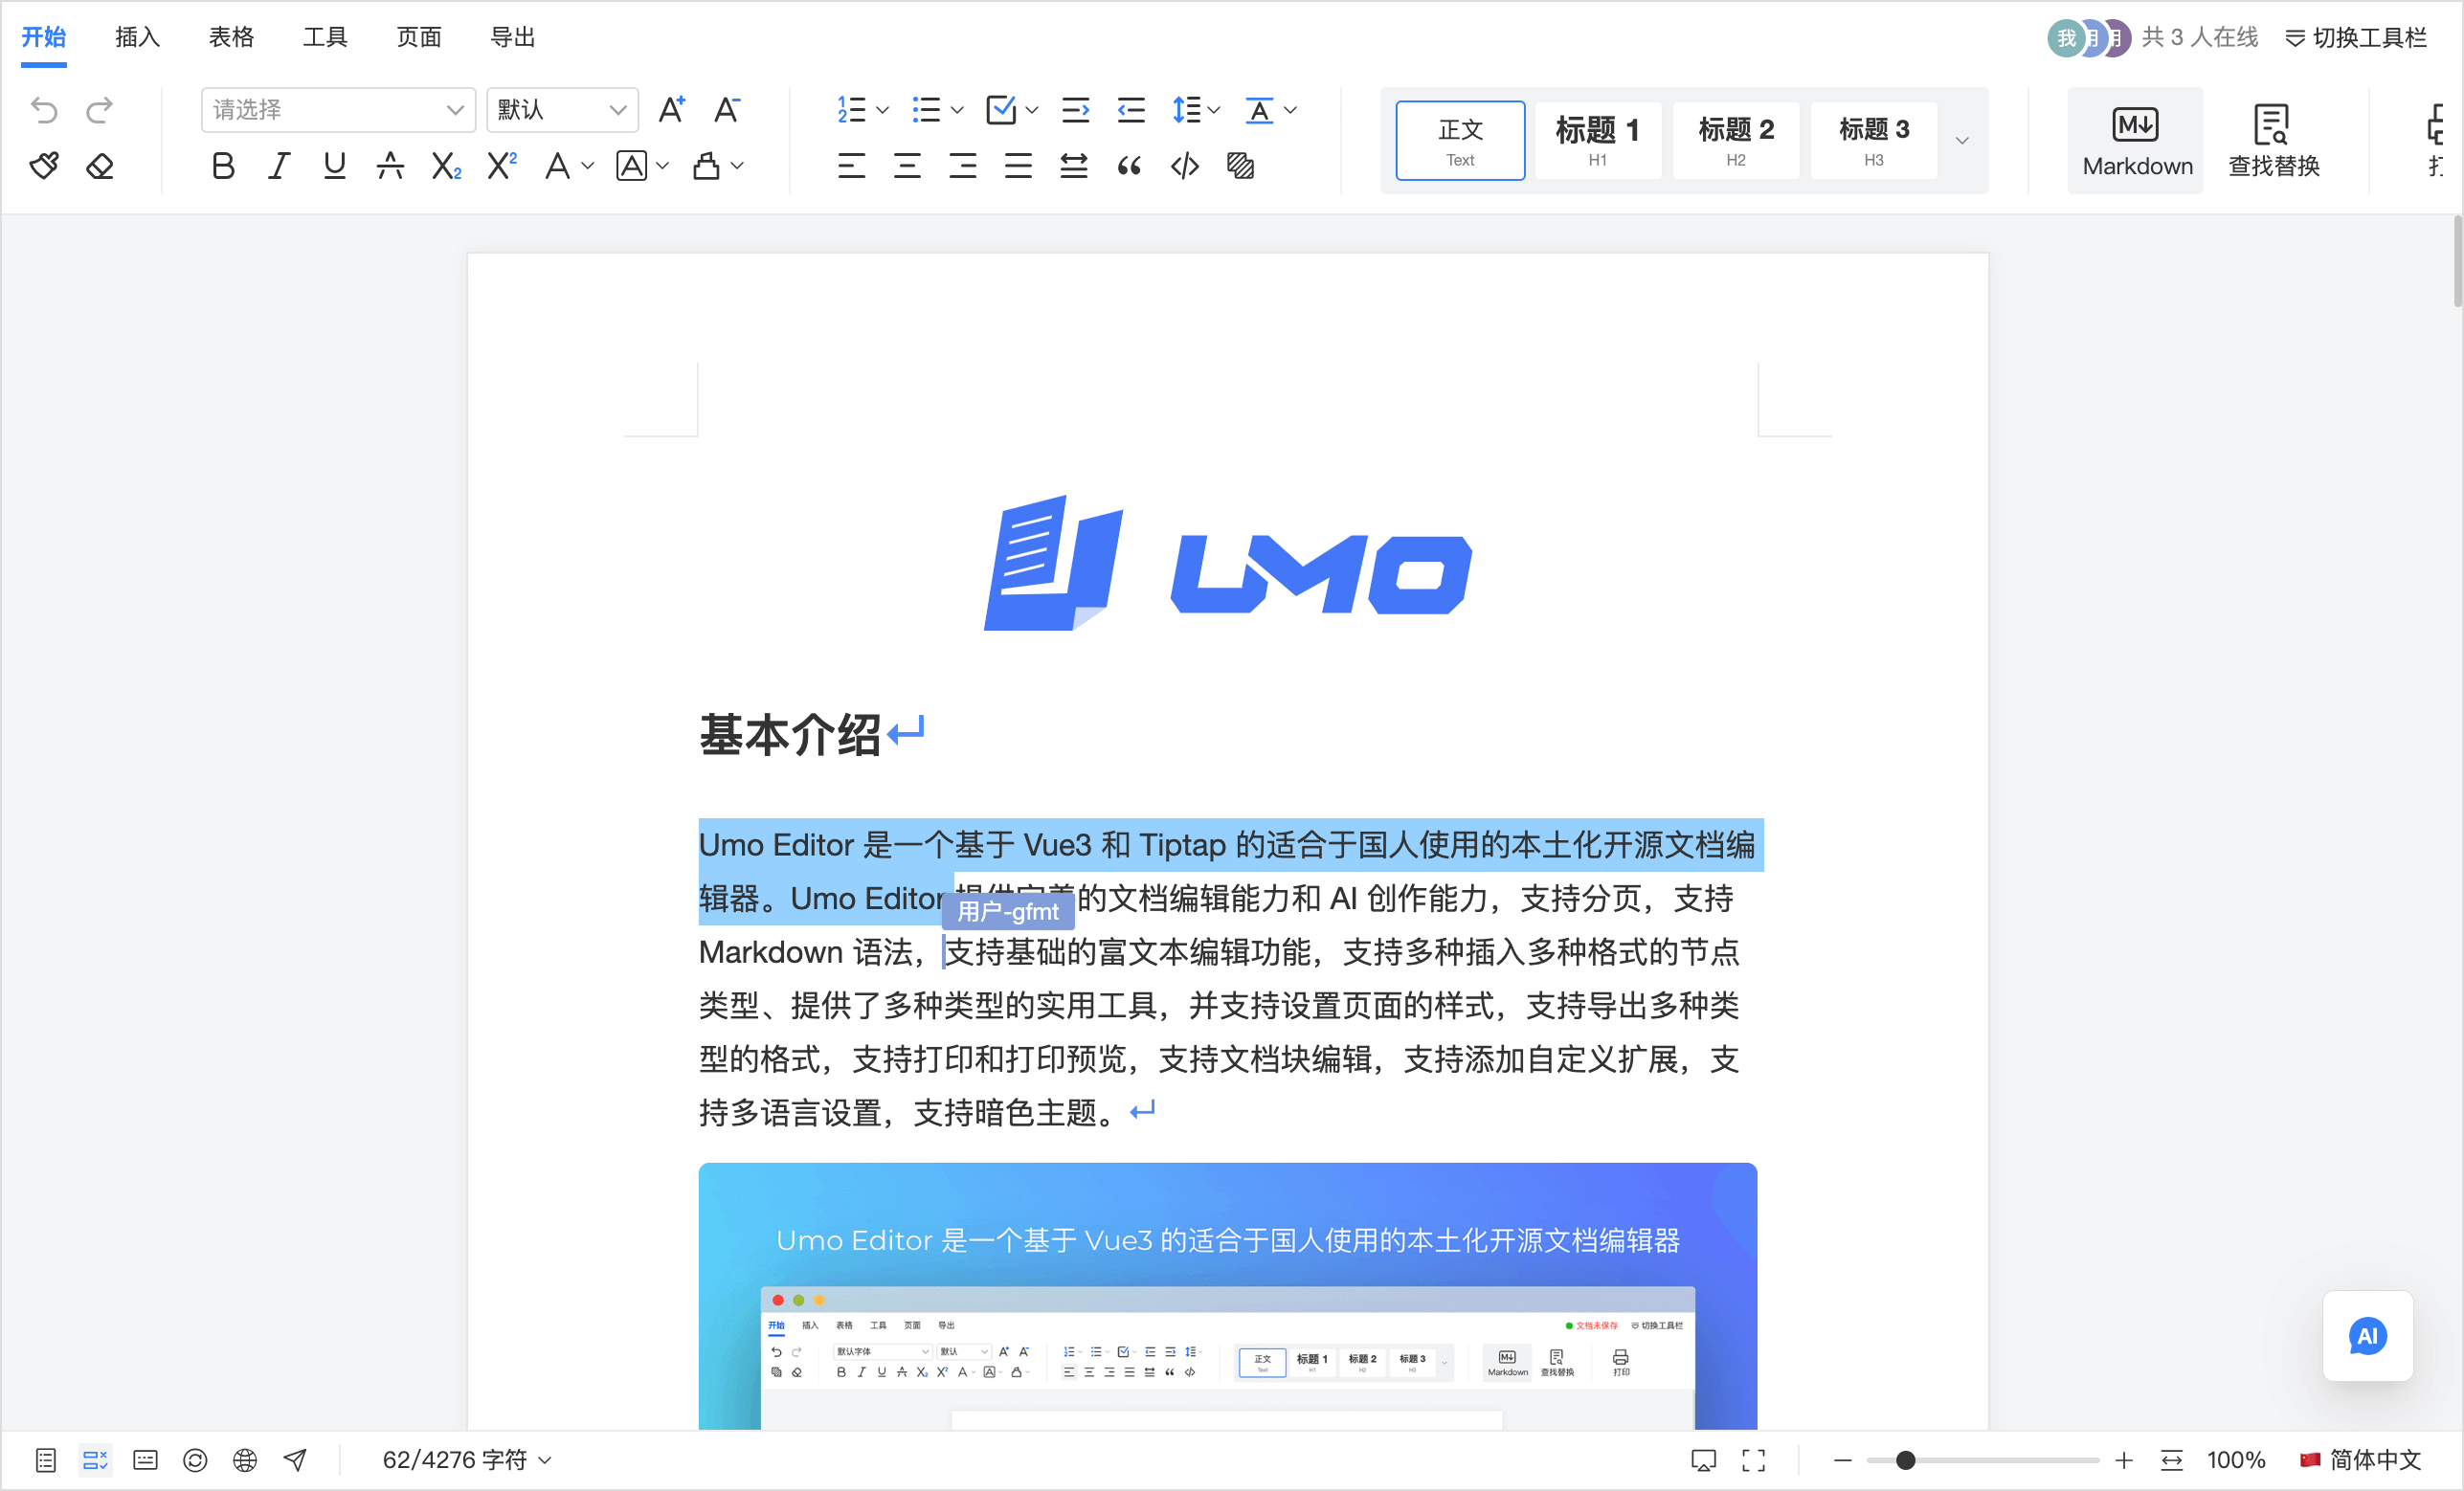 开始 插入 表格 工具 页面 导出 我 用 用 共 3 人在线 切换工具栏
请选择 默认
正文 标题 1 标题 2 标题 3
Text H1 H2 H3
Markdown 查找替换
UMO
基本介绍
Umo Editor 是一个基于 Vue3 和 Tiptap 的适合于国人使用的本土化开源文档编
辑器。Umo Editor 提供完善的文档编辑能力和 AI 创作能力，支持分页，支持
用户-gfmt
Markdown 语法，支持基础的富文本编辑功能，支持多种插入多种格式的节点
类型、提供了多种类型的实用工具，并支持设置页面的样式，支持导出多种类
型的格式，支持打印和打印预览，支持文档块编辑，支持添加自定义扩展，支
持多语言设置，支持暗色主题。
Umo Editor 是一个基于 Vue3 的适合于国人使用的本土化开源文档编辑器
开始 插入 表格 工具 页面 导出 文档未保存 切换工具栏
默认字体 默认
正文 标题 1 标题 2 标题 3
Text H1 H2 H3
Markdown 查找替换 打印
AI
62/4276 字符 100% 简体中文